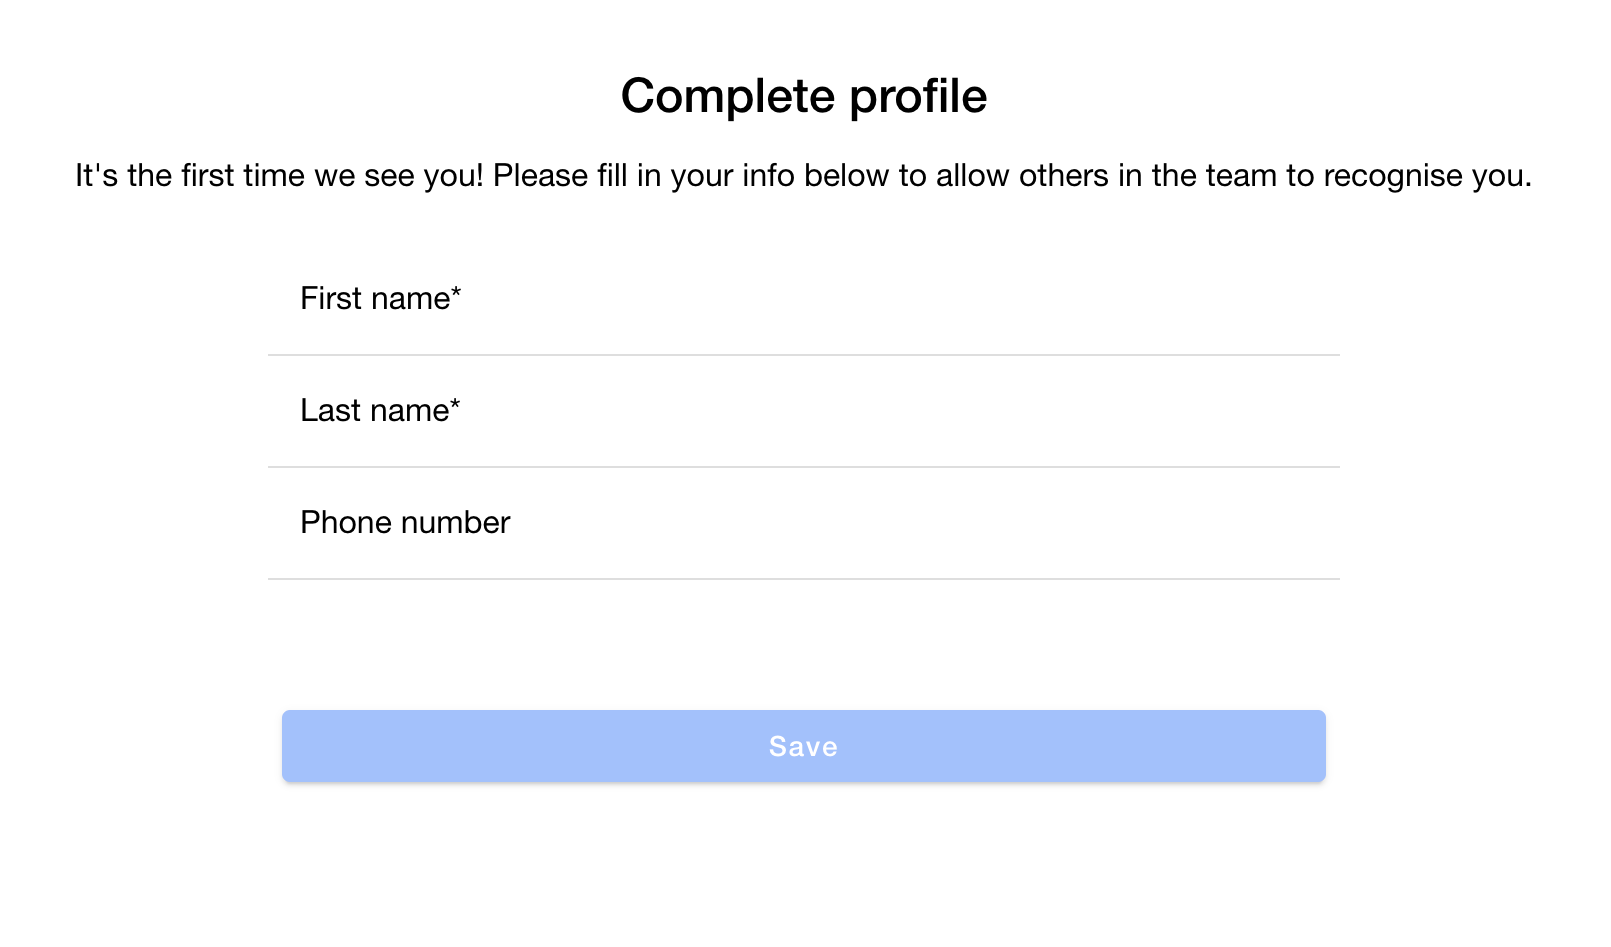 Complete profile
It's the first time we see you! Please fill in your info below to allow others in the team to recognise you.
First name*
Last name*
Phone number
Save